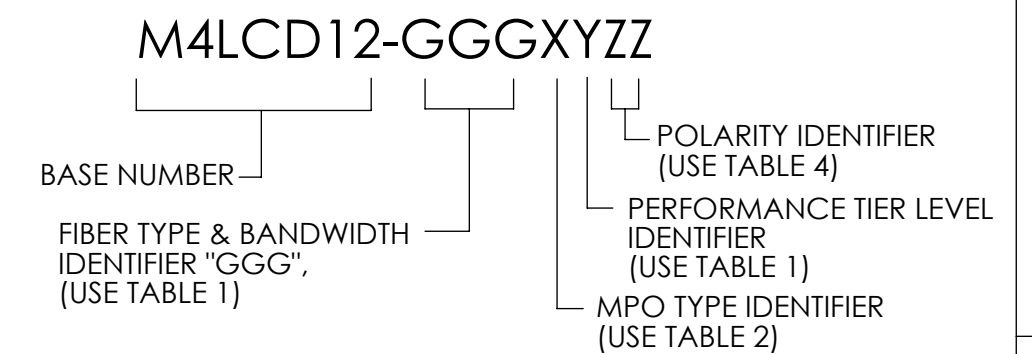 M4LCD12-GGGXYZZ
POLARITY IDENTIFIER
(USE TABLE 4)
BASE NUMBER
PERFORMANCE TIER LEVEL
IDENTIFIER
(USE TABLE 1)
FIBER TYPE & BANDWIDTH
IDENTIFIER "GGG",
(USE TABLE 1)
MPO TYPE IDENTIFIER
(USE TABLE 2)